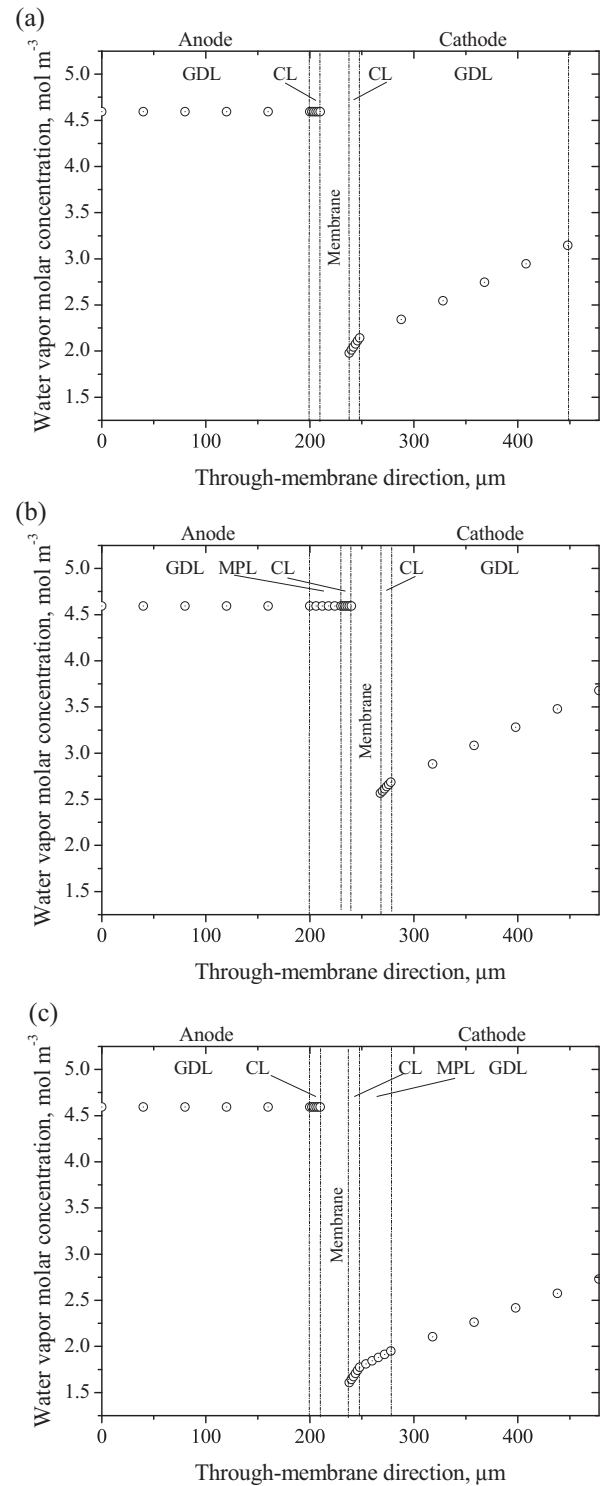 (a)
Anode Cathode
GDL CL CL GDL
Water vapor molar concentration, mol m⁻³
5.0
4.5
4.0
3.5
3.0
2.5
2.0
1.5
Membrane
0 100 200 300 400
Through-membrane direction, μm
(b)
Anode Cathode
GDL MPL CL CL GDL
Water vapor molar concentration, mol m⁻³
5.0
4.5
4.0
3.5
3.0
2.5
2.0
1.5
Membrane
0 100 200 300 400
Through-membrane direction, μm
(c)
Anode Cathode
GDL CL CL MPL GDL
Water vapor molar concentration, mol m⁻³
5.0
4.5
4.0
3.5
3.0
2.5
2.0
1.5
Membrane
0 100 200 300 400
Through-membrane direction, μm